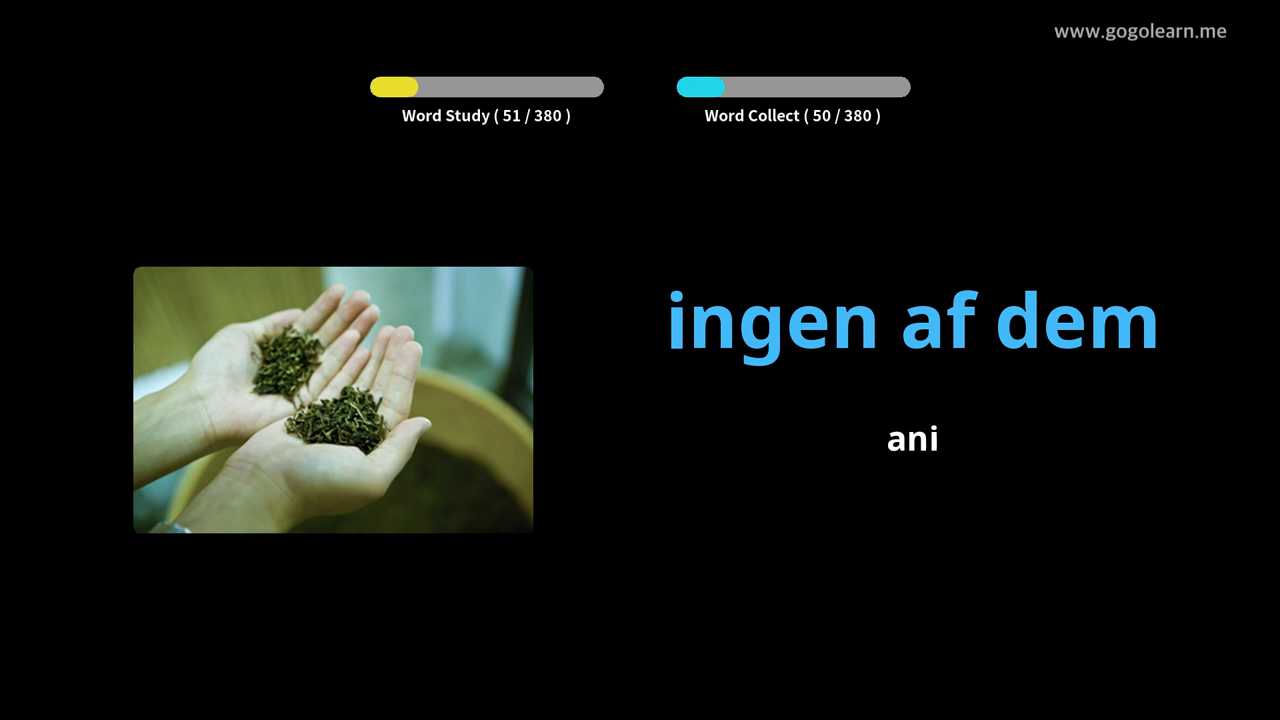 www.gogolearn.me
Word Study ( 51 / 380 )
Word Collect ( 50 / 380 )
ingen af dem
ani